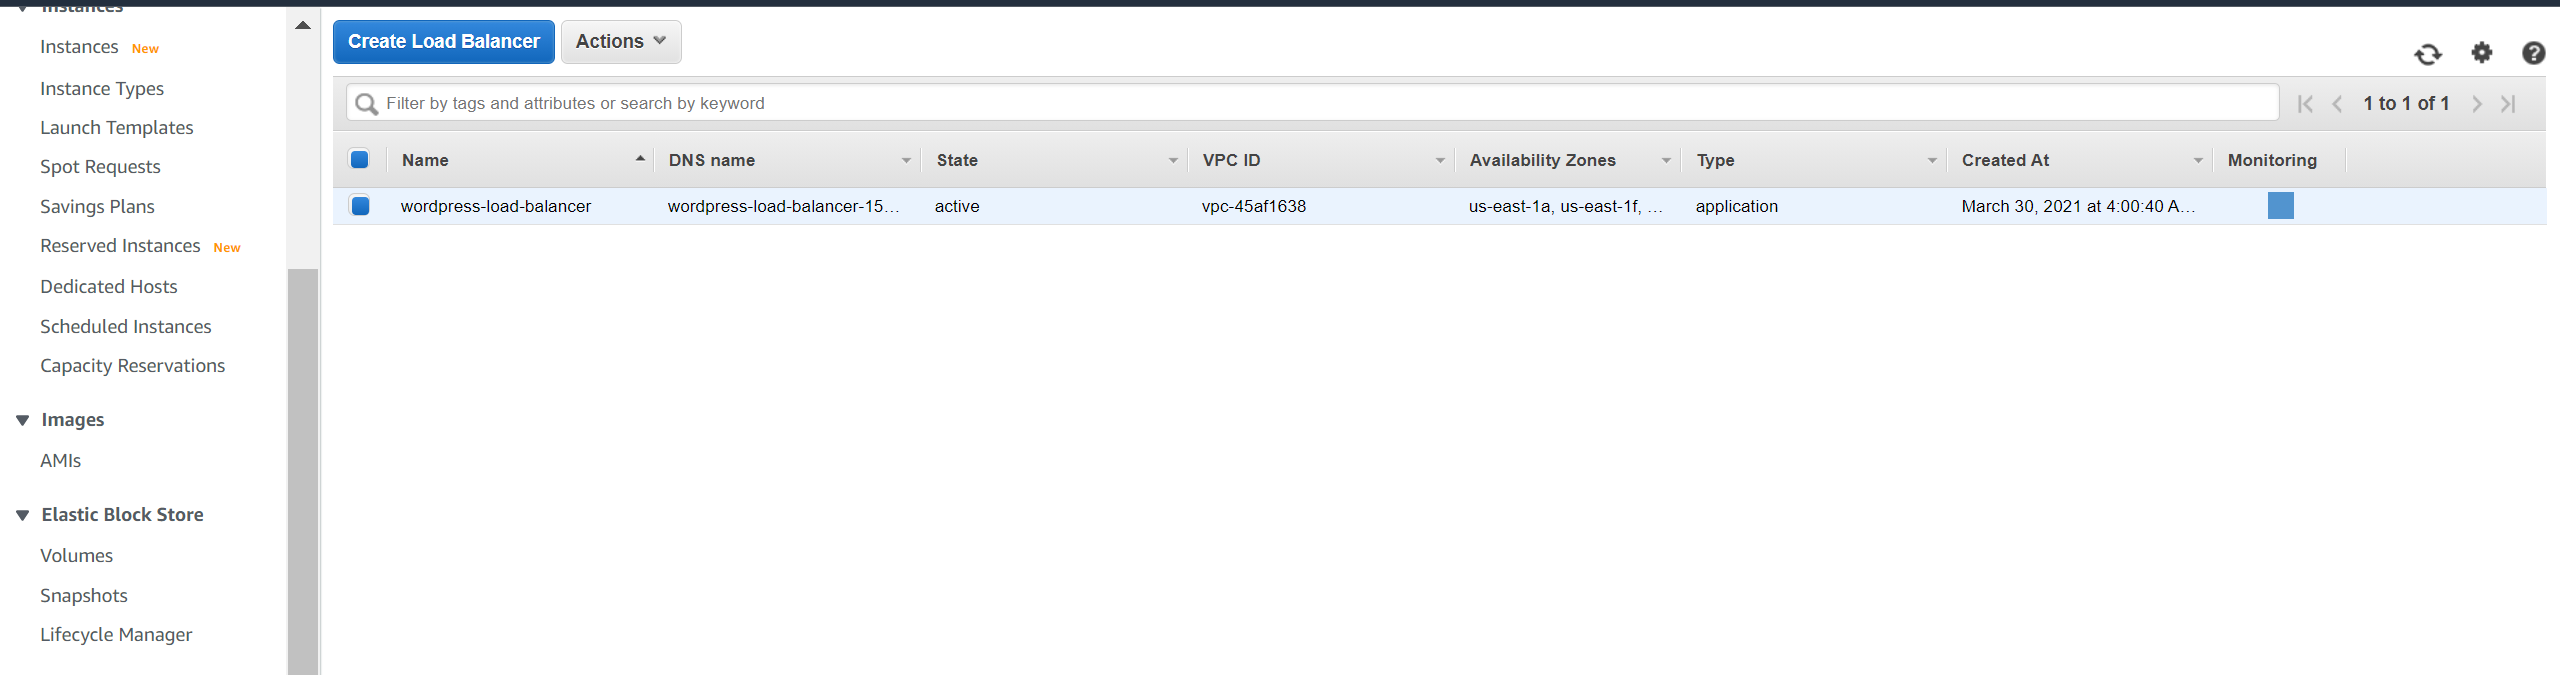 Instances
Instances New
Instance Types
Launch Templates
Spot Requests
Savings Plans
Reserved Instances New
Dedicated Hosts
Scheduled Instances
Capacity Reservations
Images
AMIs
Elastic Block Store
Volumes
Snapshots
Lifecycle Manager
Create Load Balancer Actions
Filter by tags and attributes or search by keyword 1 to 1 of 1
Name DNS name State VPC ID Availability Zones Type Created At Monitoring
wordpress-load-balancer wordpress-load-balancer-15... active vpc-45af1638 us-east-1a, us-east-1f, ... application March 30, 2021 at 4:00:40 A...